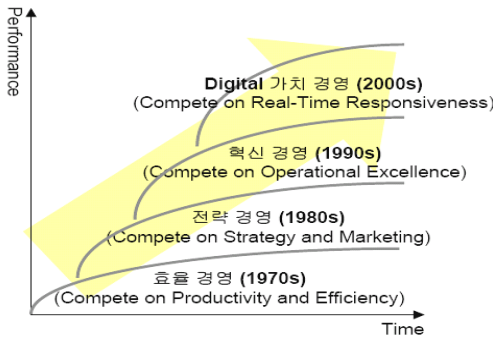 Performance
Digital 가치 경영 (2000s)
(Compete on Real-Time Responsiveness)
혁신 경영 (1990s)
(Compete on Operational Excellence)
전략 경영 (1980s)
(Compete on Strategy and Marketing)
효율 경영 (1970s)
(Compete on Productivity and Efficiency)
Time